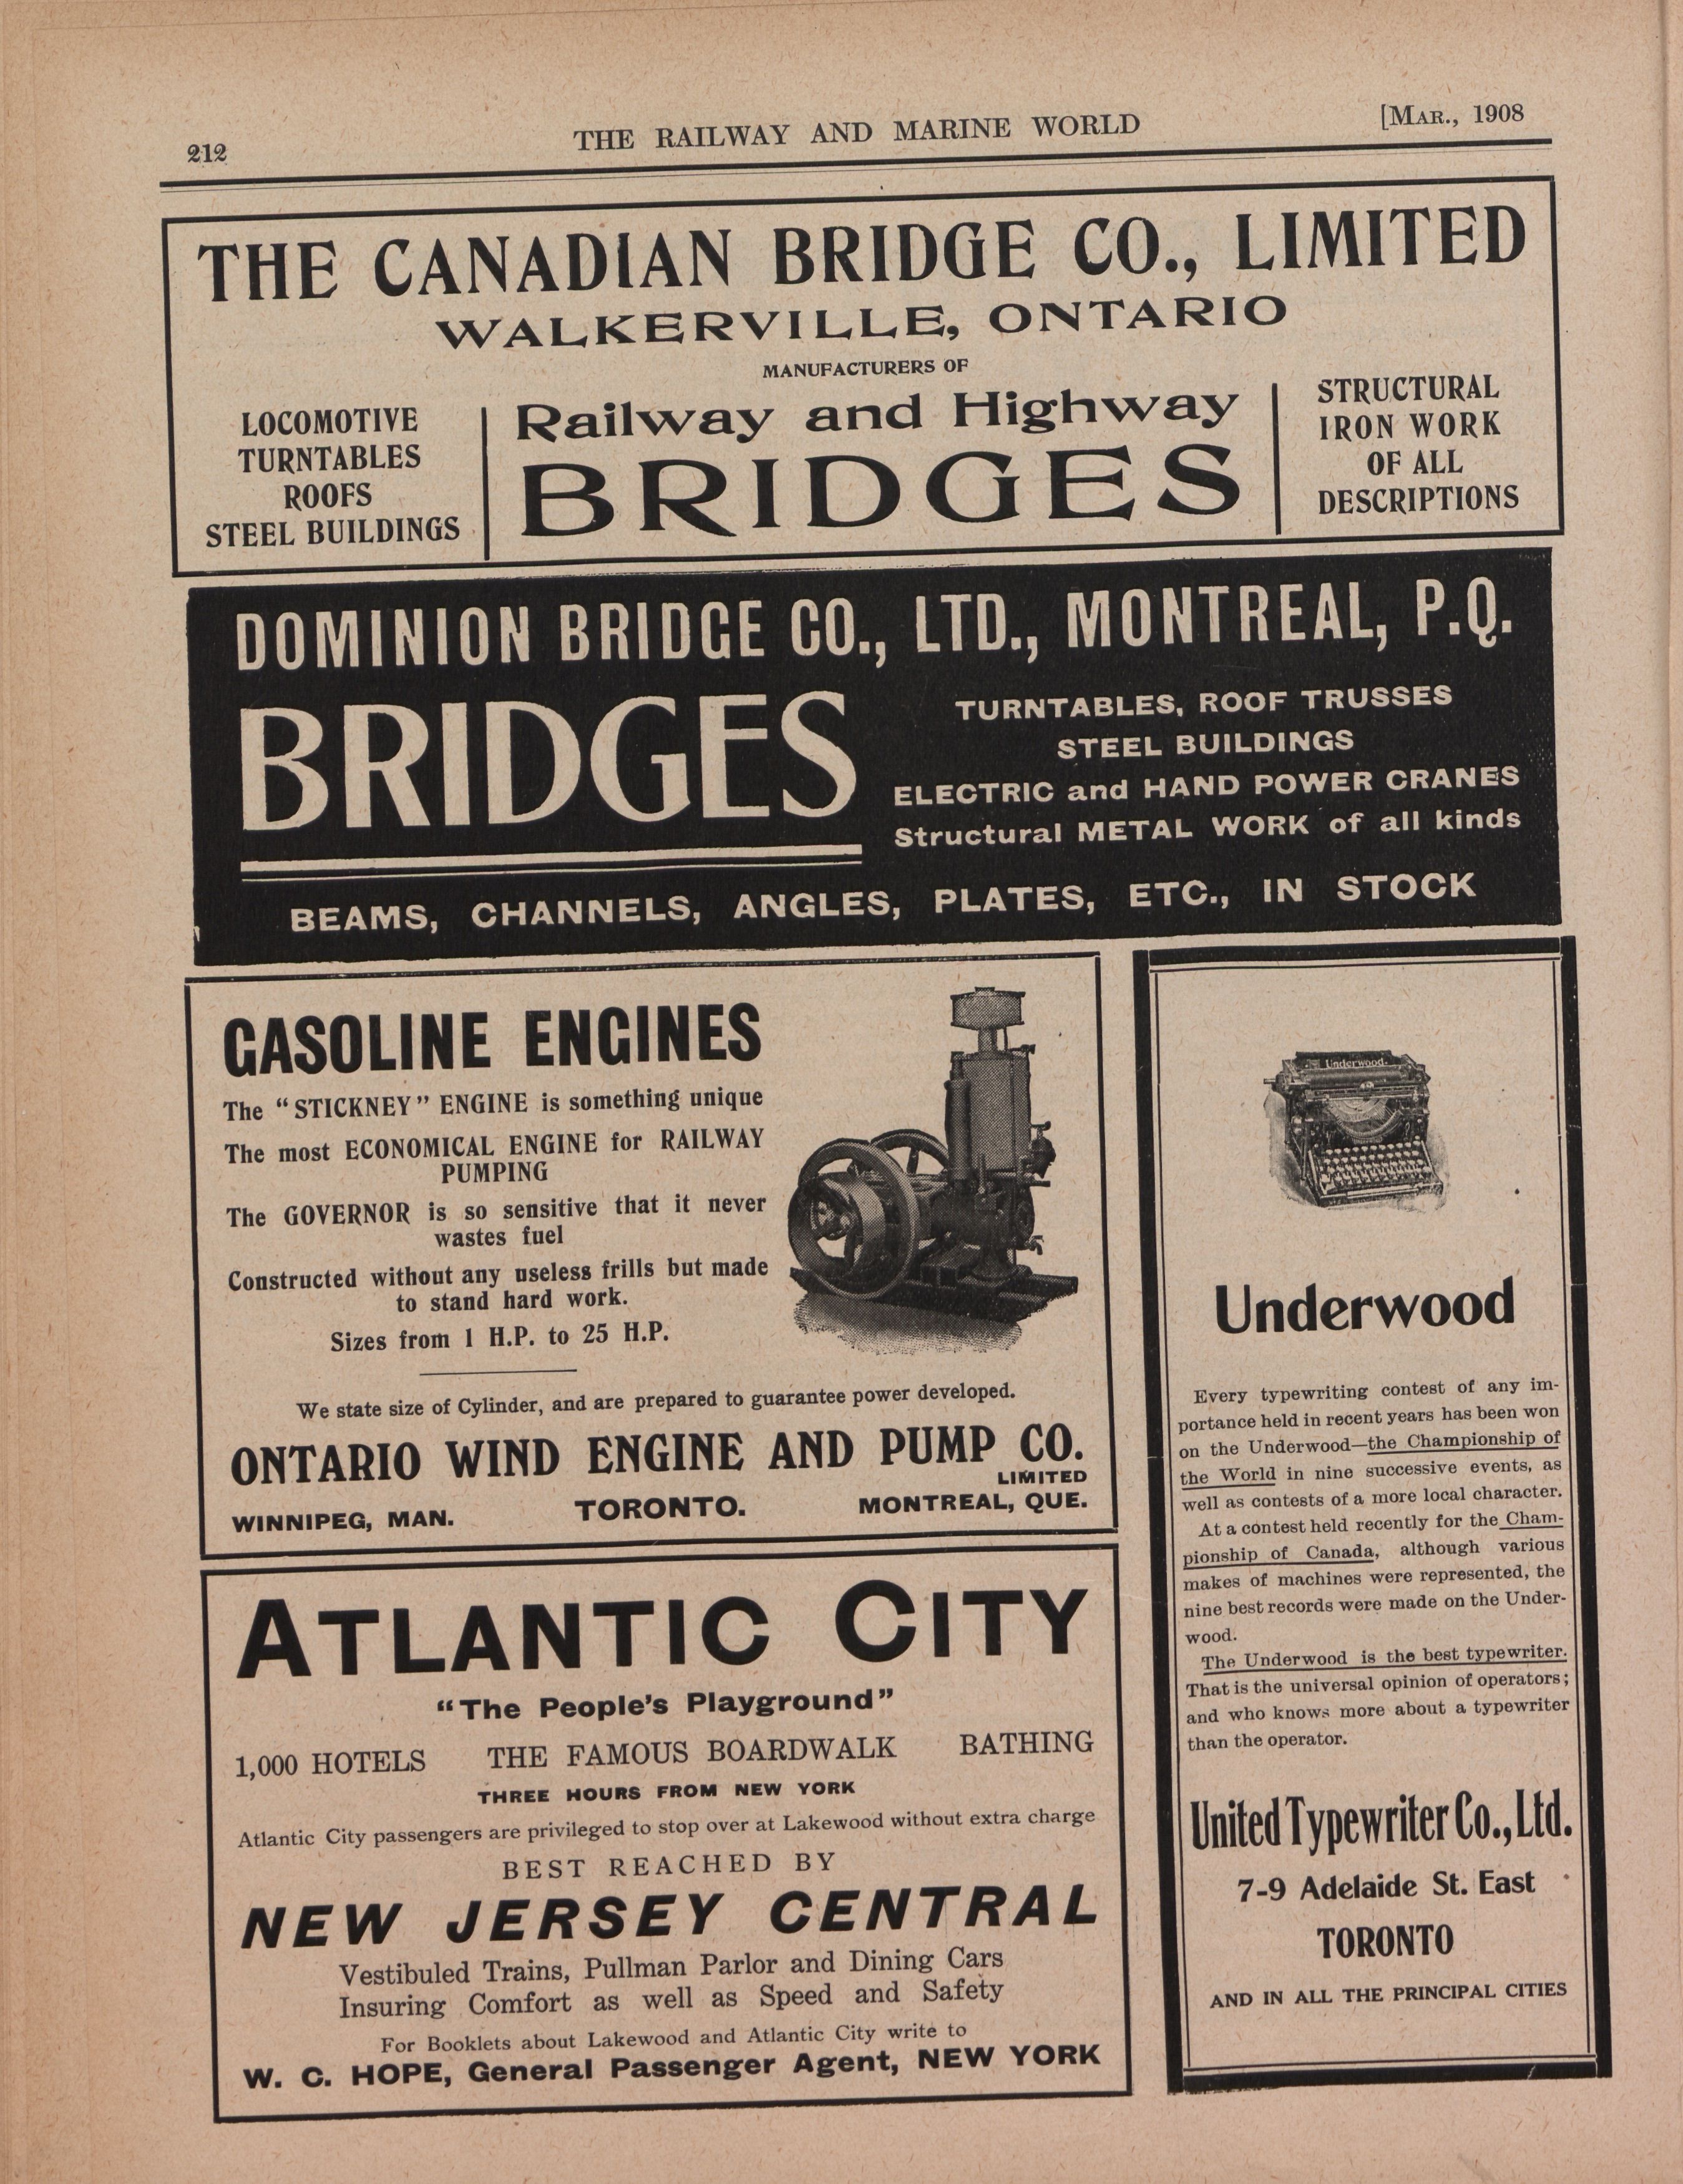 212
THE RAILWAY AND MARINE WORLD
[MAR., 1908
THE CANADIAN BRIDGE CO., LIMITED
WALKERVILLE, ONTARIO
MANUFACTURERS OF
LOCOMOTIVE
TURNTABLES
ROOFS
STEEL BUILDINGS
Railway and Highway
BRIDGES
STRUCTURAL
IRON WORK
OF ALL
DESCRIPTIONS
DOMINION BRIDGE CO., LTD., MONTREAL, P.Q.
BRIDGES
TURNTABLES, ROOF TRUSSES
STEEL BUILDINGS
ELECTRIC and HAND POWER CRANES
Structural METAL WORK of all kinds
BEAMS, CHANNELS, ANGLES, PLATES, ETC., IN STOCK
GASOLINE ENGINES
The "STICKNEY" ENGINE is something unique
The most ECONOMICAL ENGINE for RAILWAY
PUMPING
The GOVERNOR is so sensitive that it never
wastes fuel
Constructed without any useless frills but made
to stand hard work.
Sizes from 1 H.P. to 25 H.P.
We state size of Cylinder, and are prepared to guarantee power developed.
ONTARIO WIND ENGINE AND PUMP CO.
LIMITED
WINNIPEG, MAN. TORONTO. MONTREAL, QUE.
ATLANTIC CITY
"The People's Playground"
1,000 HOTELS THE FAMOUS BOARDWALK BATHING
THREE HOURS FROM NEW YORK
Atlantic City passengers are privileged to stop over at Lakewood without extra charge
BEST REACHED BY
NEW JERSEY CENTRAL
Vestibuled Trains, Pullman Parlor and Dining Cars
Insuring Comfort as well as Speed and Safety
For Booklets about Lakewood and Atlantic City write to
W. C. HOPE, General Passenger Agent, NEW YORK
Underwood
Underwood
Every typewriting contest of any im-
portance held in recent years has been won
on the Underwood—the Championship of
the World in nine successive events, as
well as contests of a more local character.
At a contest held recently for the Cham-
pionship of Canada, although various
makes of machines were represented, the
nine best records were made on the Under-
wood.
The Underwood is the best typewriter.
That is the universal opinion of operators;
and who knows more about a typewriter
than the operator.
United Typewriter Co., Ltd.
7-9 Adelaide St. East
TORONTO
AND IN ALL THE PRINCIPAL CITIES